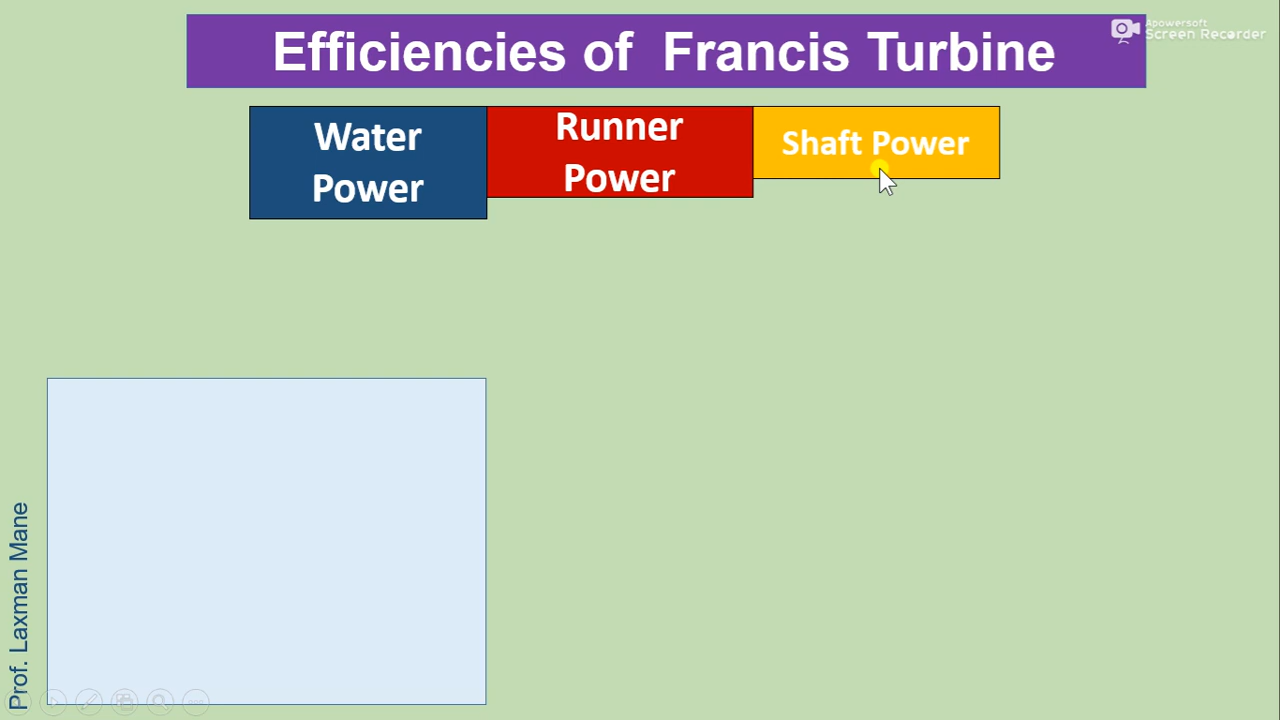 Efficiencies of Francis Turbine
Apowersoft
Screen Recorder
Water
Power
Runner
Power
Shaft Power
Prof. Laxman Mane